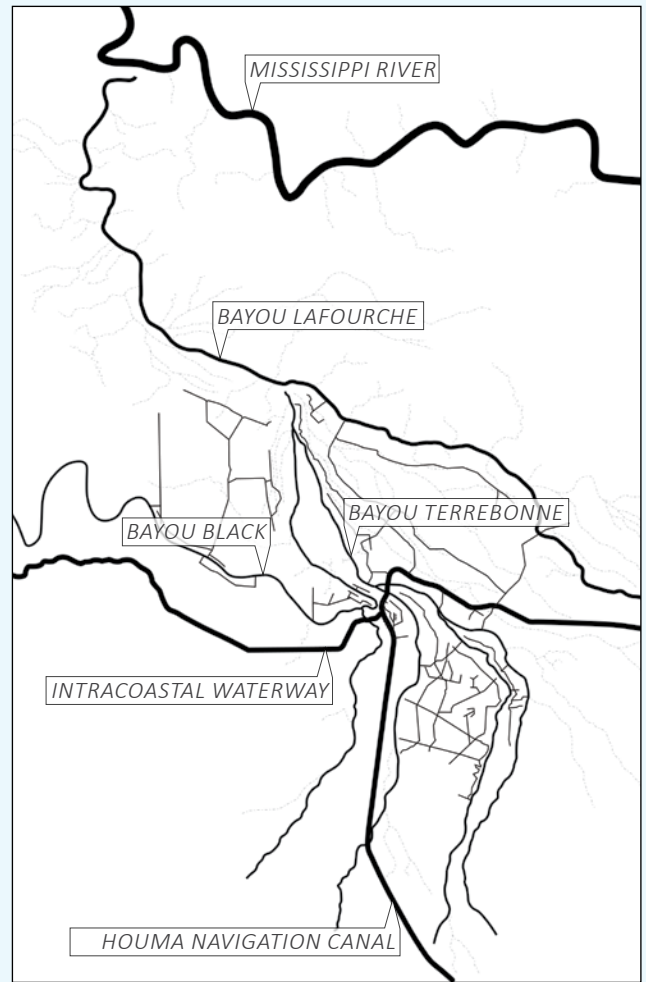 MISSISSIPPI RIVER
BAYOU LAFOURCHE
BAYOU TERREBONNE
BAYOU BLACK
INTRACOASTAL WATERWAY
HOUMA NAVIGATION CANAL